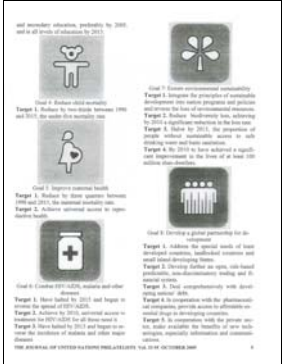 and secondary education, preferably by 2005,
and in all levels of education by 2015.
Goal 4: Reduce child mortality
Target 1. Reduce by two-thirds between 1990
and 2015, the under-five mortality rate
Goal 5: Improve maternal health
Target 1. Reduce by three quarters between
1990 and 2015, the maternal mortality rate.
Target 2. Achieve universal access to repro-
ductive health
Goal 6: Combat HIV/AIDS, malaria and other
diseases
Target 1. Have halted by 2015 and begun to
reverse the spread of HIV/AIDS.
Target 2. Achieve by 2010, universal access to
treatment for HIV/AIDS for all those need it.
Target 3. Have halted by 2015 and begun to re-
verse the incidence of malaria and other major
diseases
Goal 7: Ensure environmental sustainability
Target 1. Integrate the principles of sustainable
development into nation programs and policies
and reverse the loss of environmental resources.
Target 2. Reduce biodiversity loss, achieving
by 2010 a significant reduction in the loss rate
Target 3. Halve by 2015, the proportion of
people without sustainable access to safe
drinking water and basic sanitation.
Target 4. By 2010 to have achieved a signifi-
cant improvement in the lives of at least 100
million slum dwellers.
Goal 8: Develop a global partnership for de-
velopment
Target 1. Address the special needs of least
developed countries, landlocked countries and
small island developing States.
Target 2. Develop further an open, rule-based
predictable, non-discriminatory trading and fi-
nancial system.
Target 3. Deal comprehensively with devel-
oping nations' debt.
Target 4. In cooperation with the pharmaceuti-
cal companies, provide access to affordable es-
sential drugs in developing countries.
Target 5. In cooperation with the private sec-
tor, make available the benefits of new tech-
nologies, especially information and communi-
cations.
THE JOURNAL OF UNITED NATIONS PHILATELISTS
OCTOBER 2009